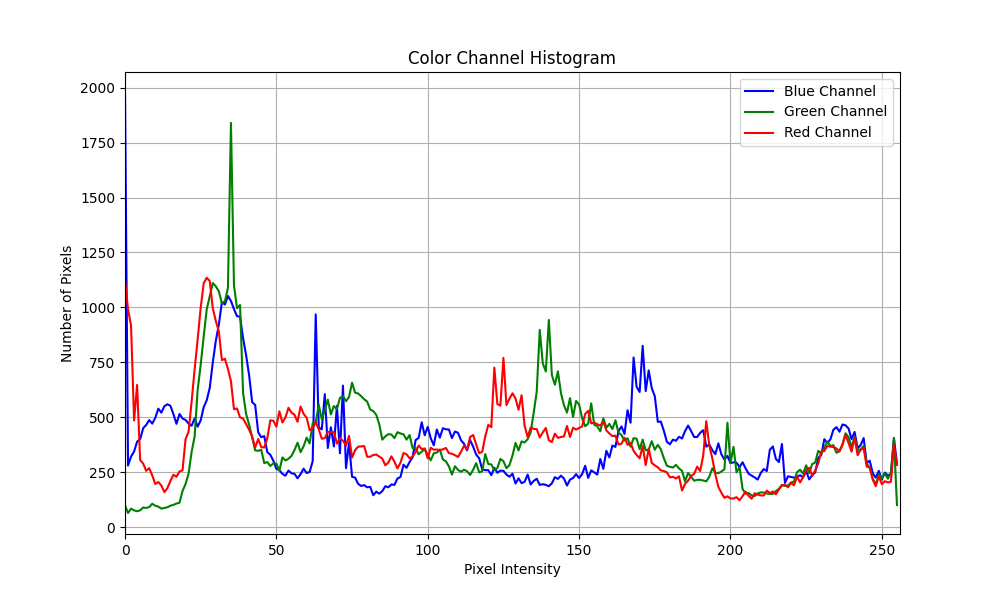 Color Channel Histogram
Blue Channel
Green Channel
Red Channel
Number of Pixels
2000
1750
1500
1250
1000
750
500
250
0
0 50 100 150 200 250
Pixel Intensity